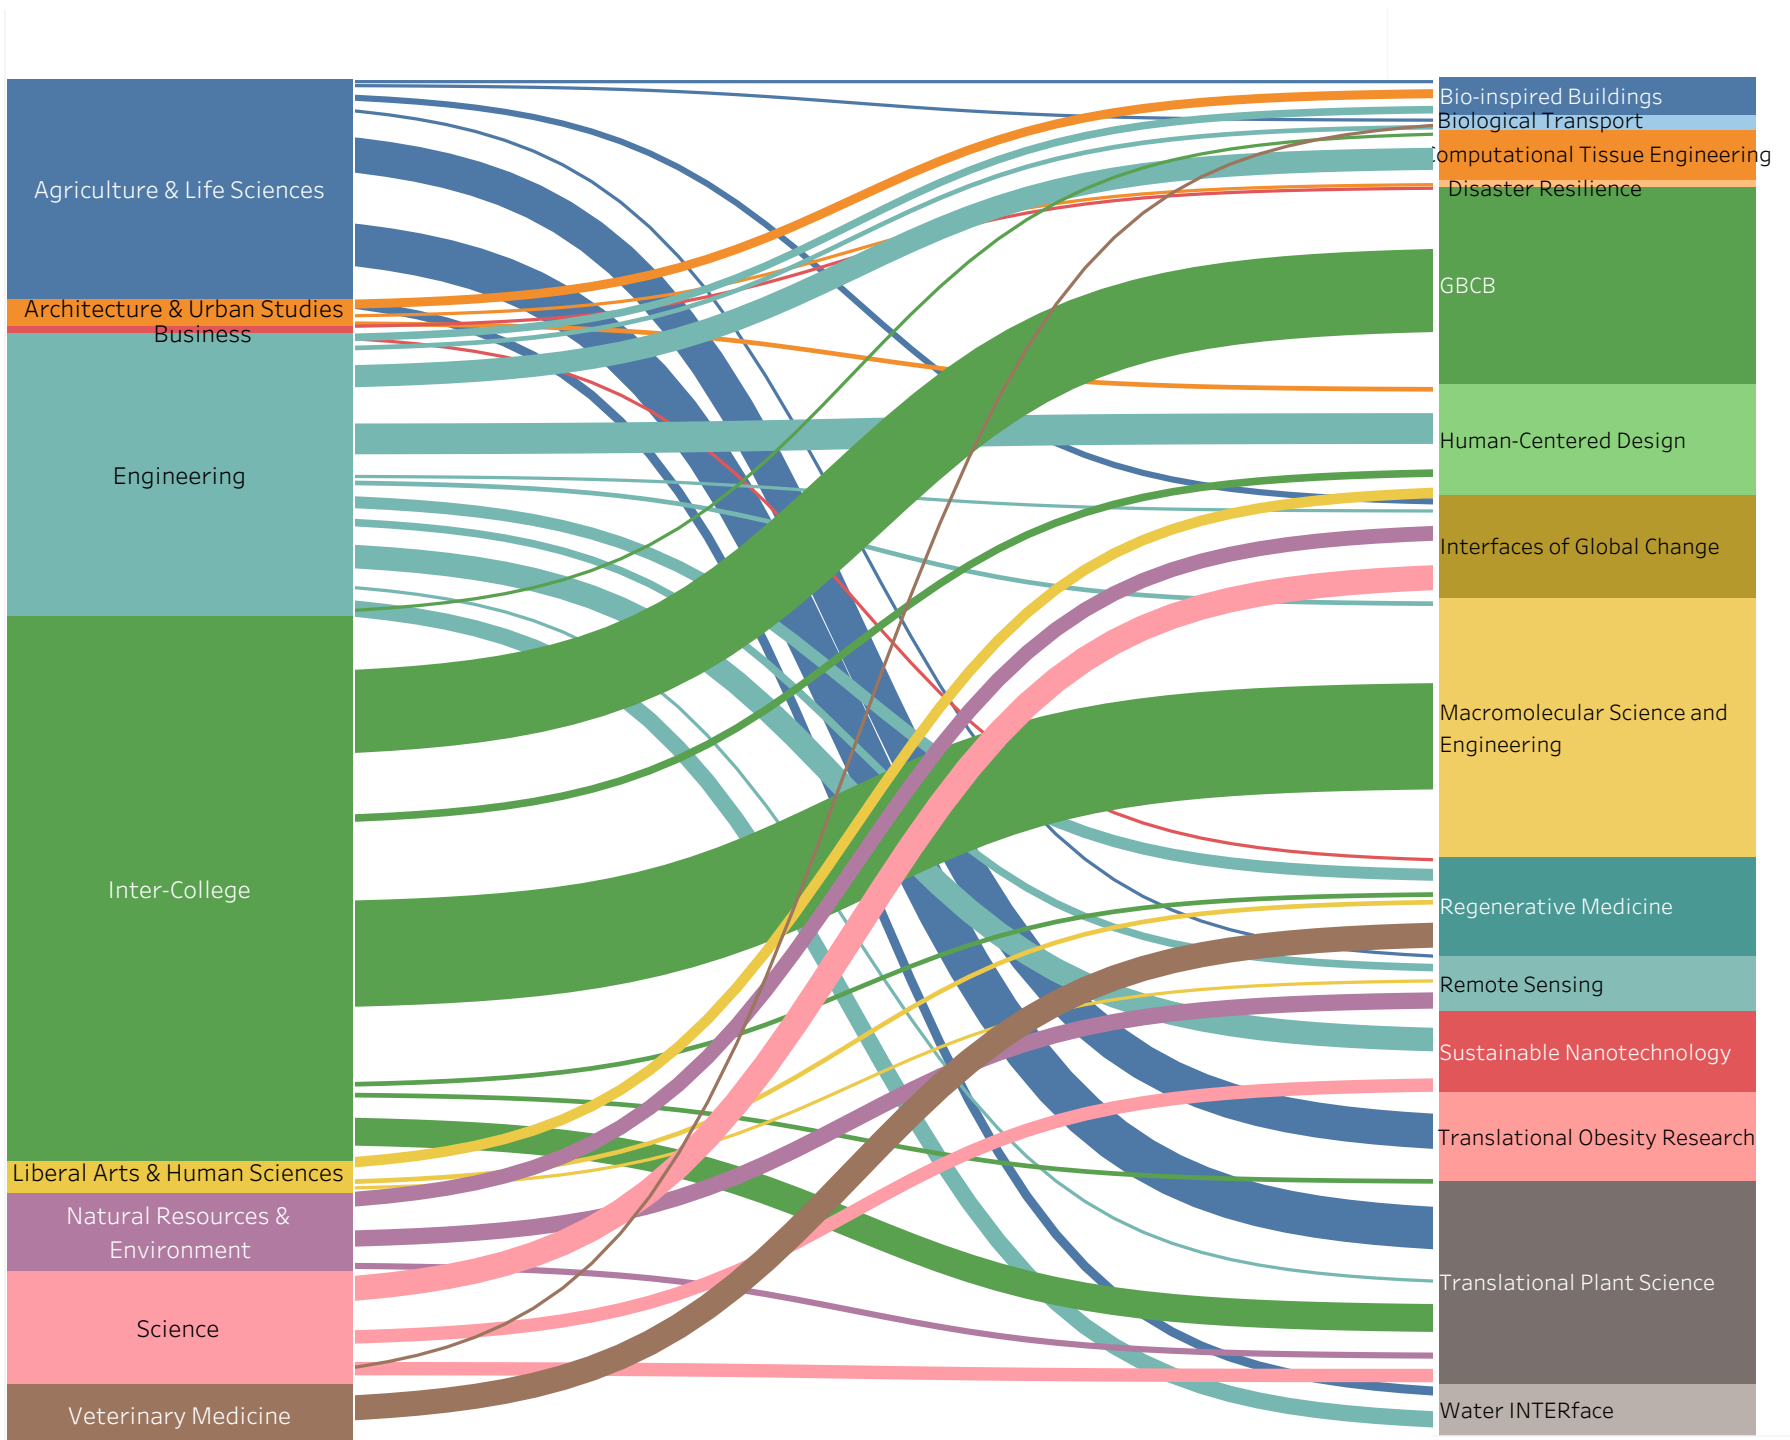 Agriculture & Life Sciences
Architecture & Urban Studies
Business
Engineering
Inter-College
Liberal Arts & Human Sciences
Natural Resources &
Environment
Science
Veterinary Medicine
Bio-inspired Buildings
Biological Transport
Computational Tissue Engineering
Disaster Resilience
GBCB
Human-Centered Design
Interfaces of Global Change
Macromolecular Science and
Engineering
Regenerative Medicine
Remote Sensing
Sustainable Nanotechnology
Translational Obesity Research
Translational Plant Science
Water INTERface